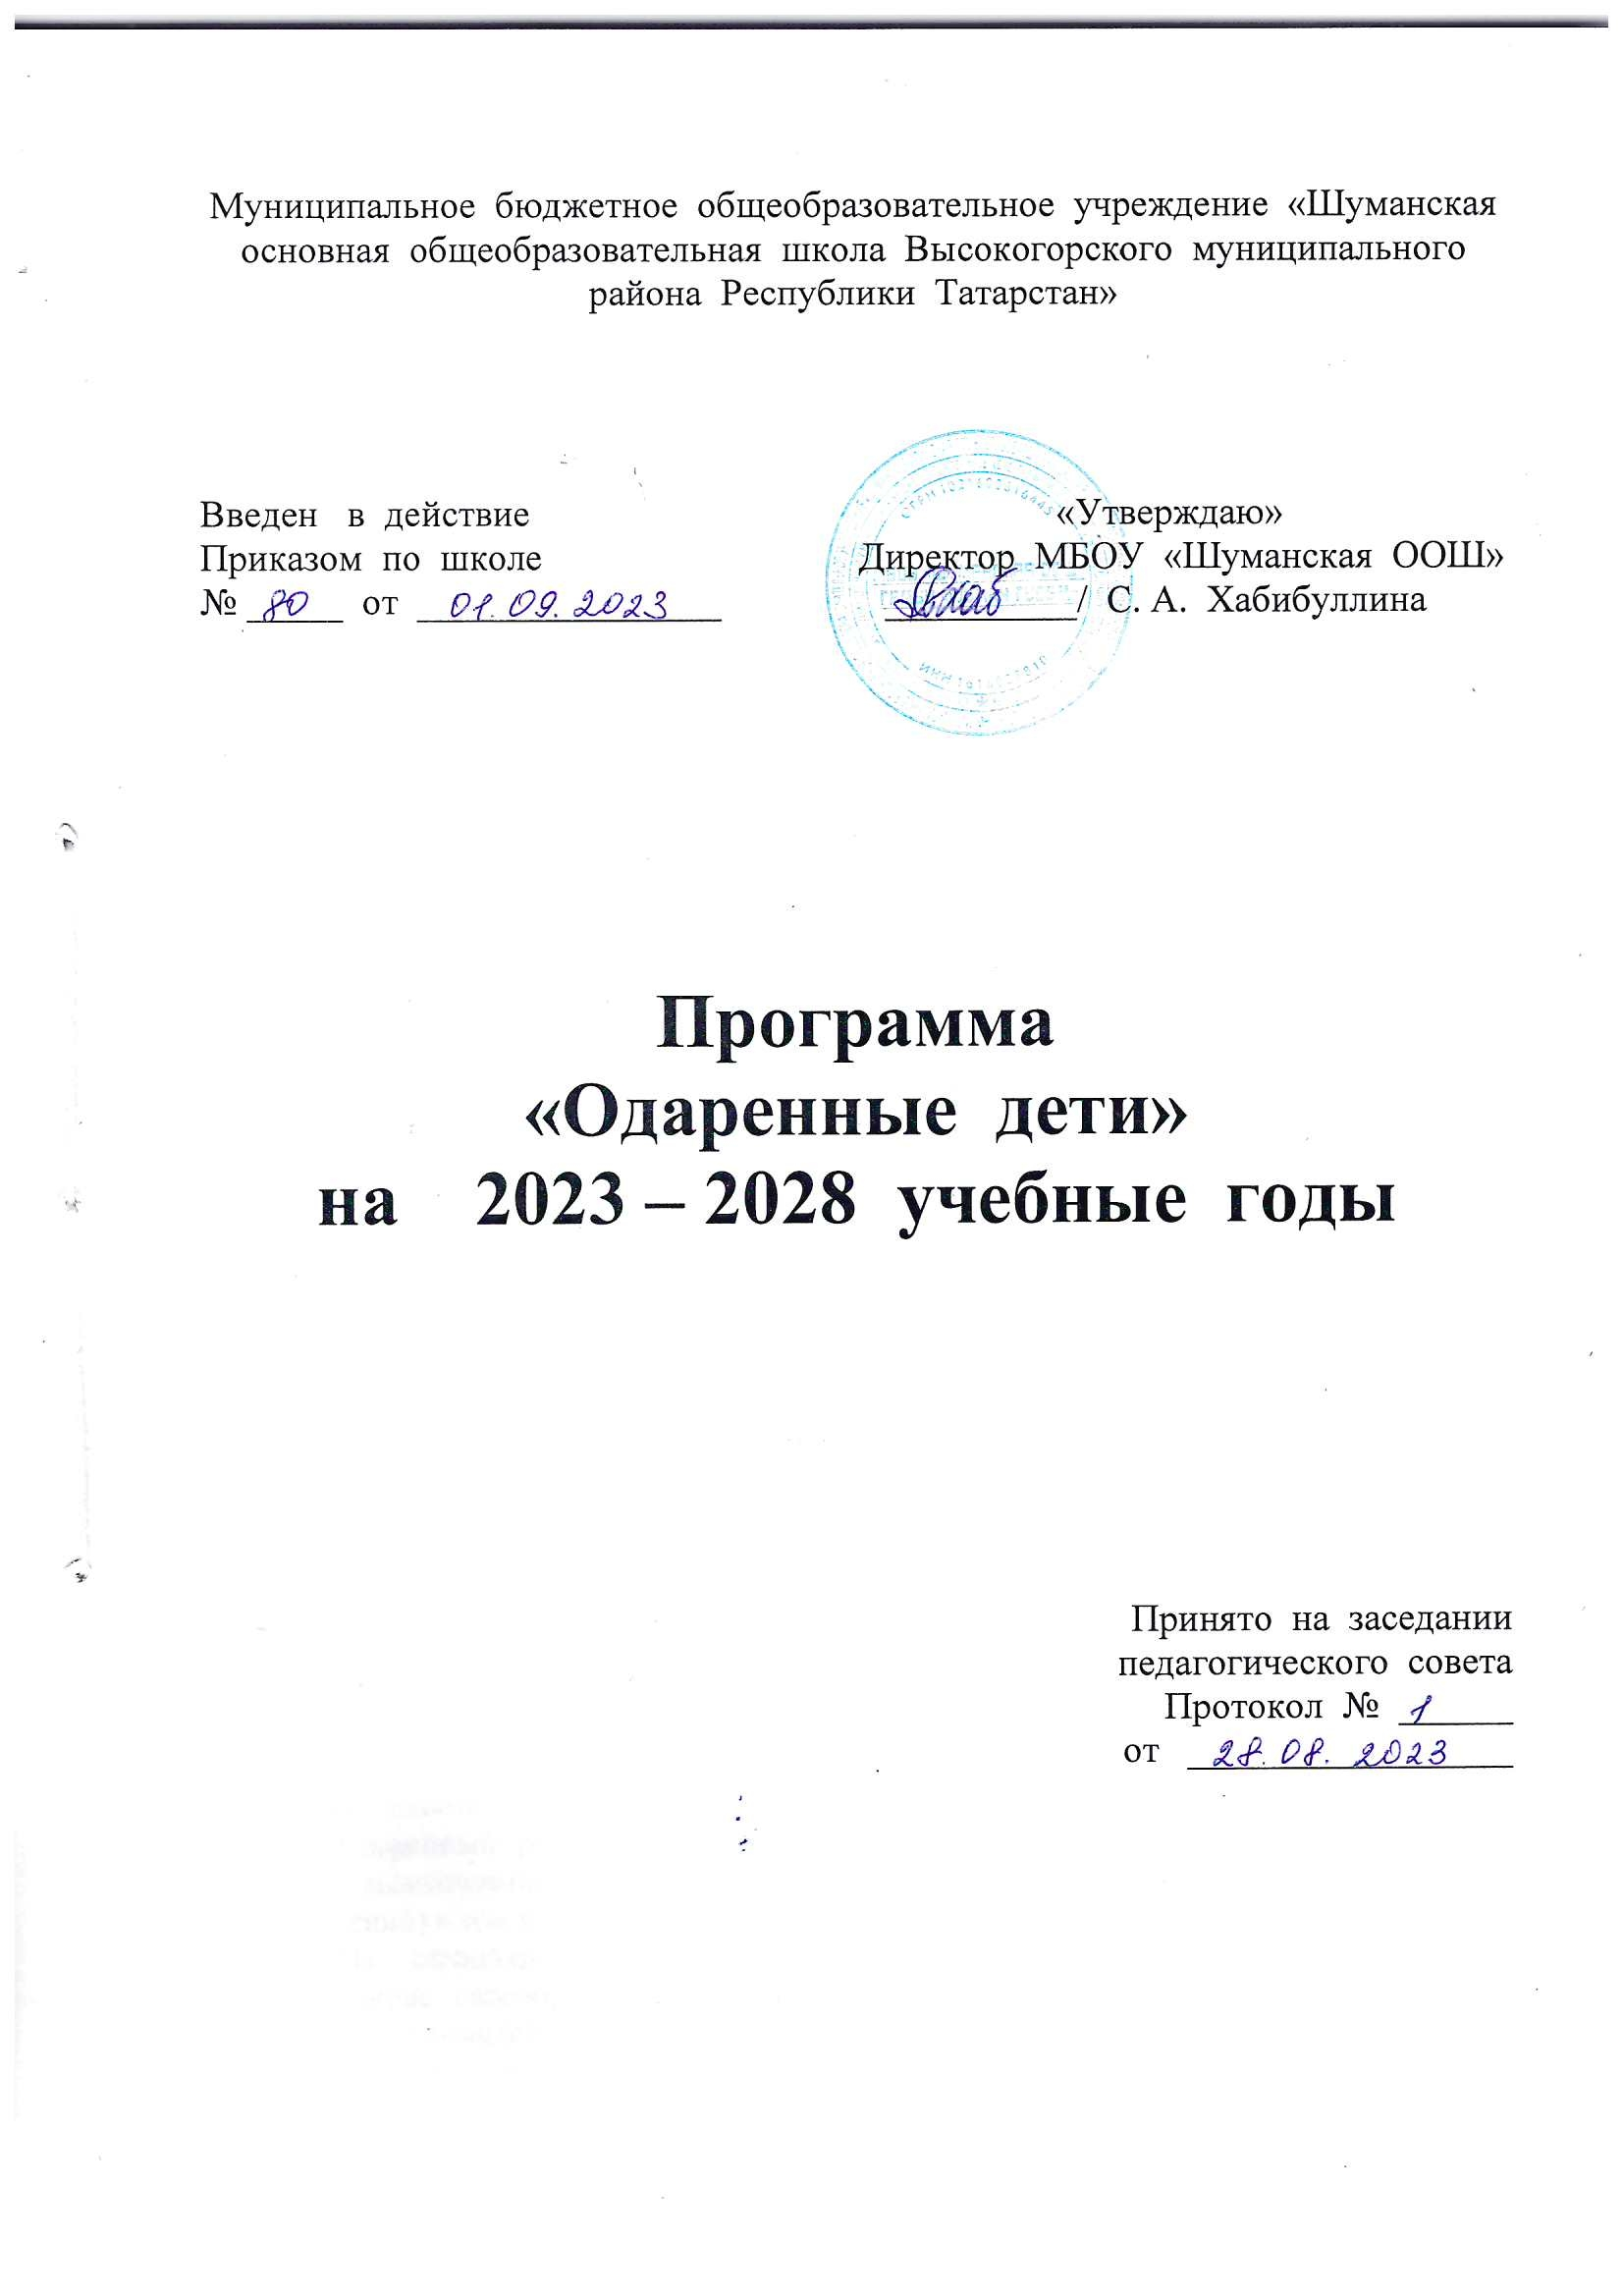 Муниципальное бюджетное общеобразовательное учреждение «Шуманская
основная общеобразовательная школа Высокогорского муниципального
района Республики Татарстан»
Введен в действие
Приказом по школе
№ 80 от 01.09.2023
«Утверждаю»
Директор МБОУ «Шуманская ООШ»
/ С. А. Хабибуллина
Программа
«Одаренные дети»
на 2023 – 2028 учебные годы
Принято на заседании
педагогического совета
Протокол № 1
от 28.08.2023